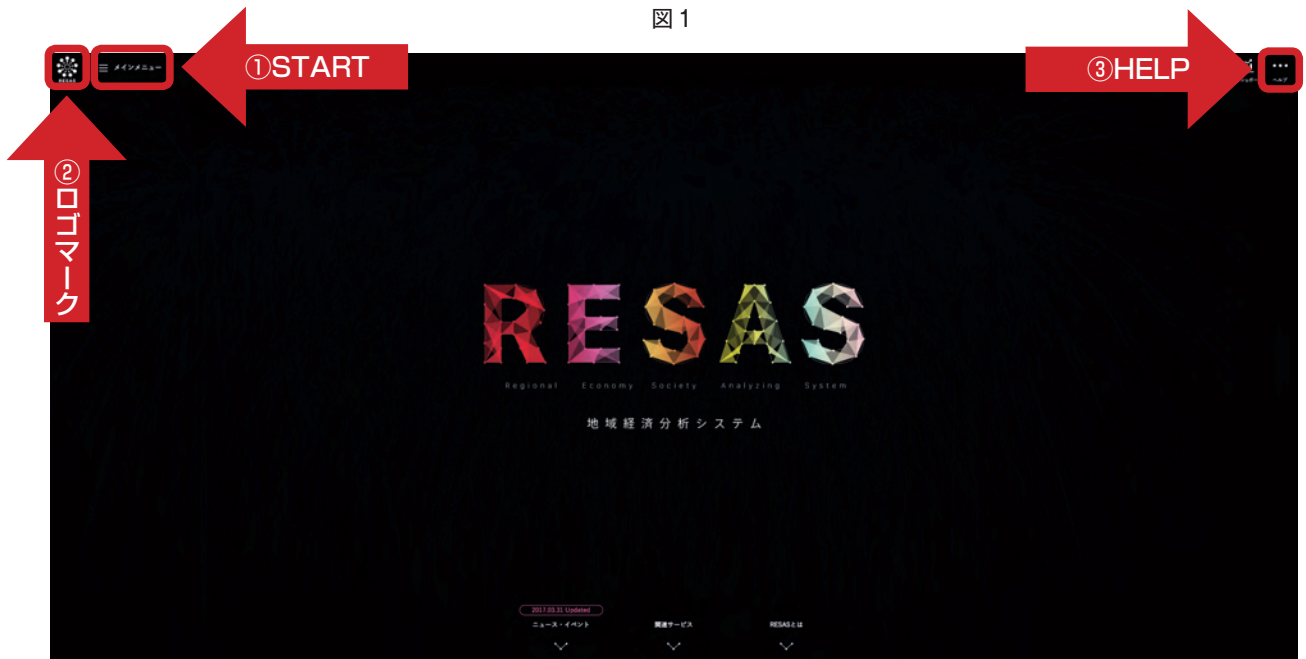 図1
RESAS
メインメニュー
①START
③HELP
ヘルプ
②ロゴマーク
RESAS
Regional Economy Society Analyzing System
地域経済分析システム
2017.03.31 Updated
ニュース・イベント
関連サービス
RESASとは